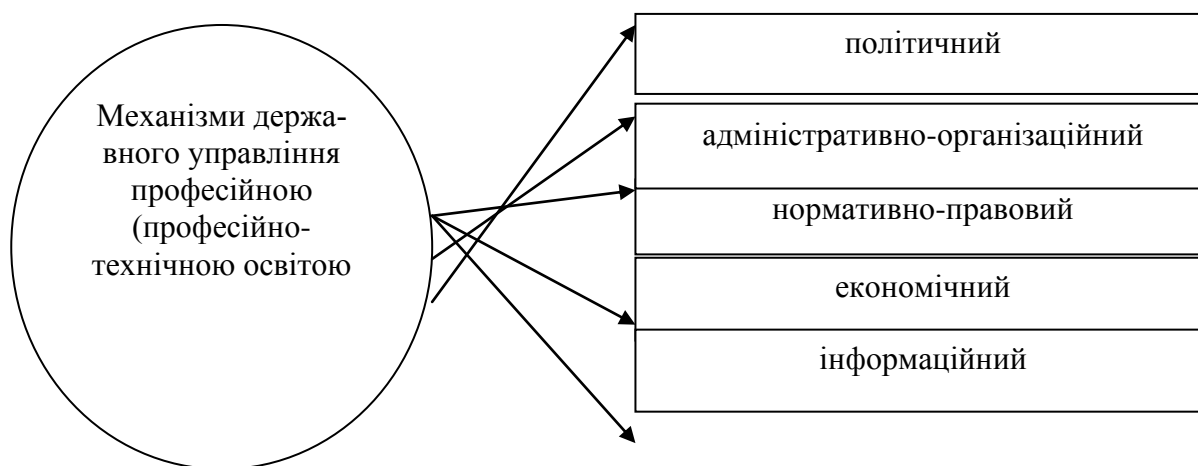 Механізми держа-
вного управління
професійною
(професійно-
технічною освітою
політичний
адміністративно-організаційний
нормативно-правовий
економічний
інформаційний